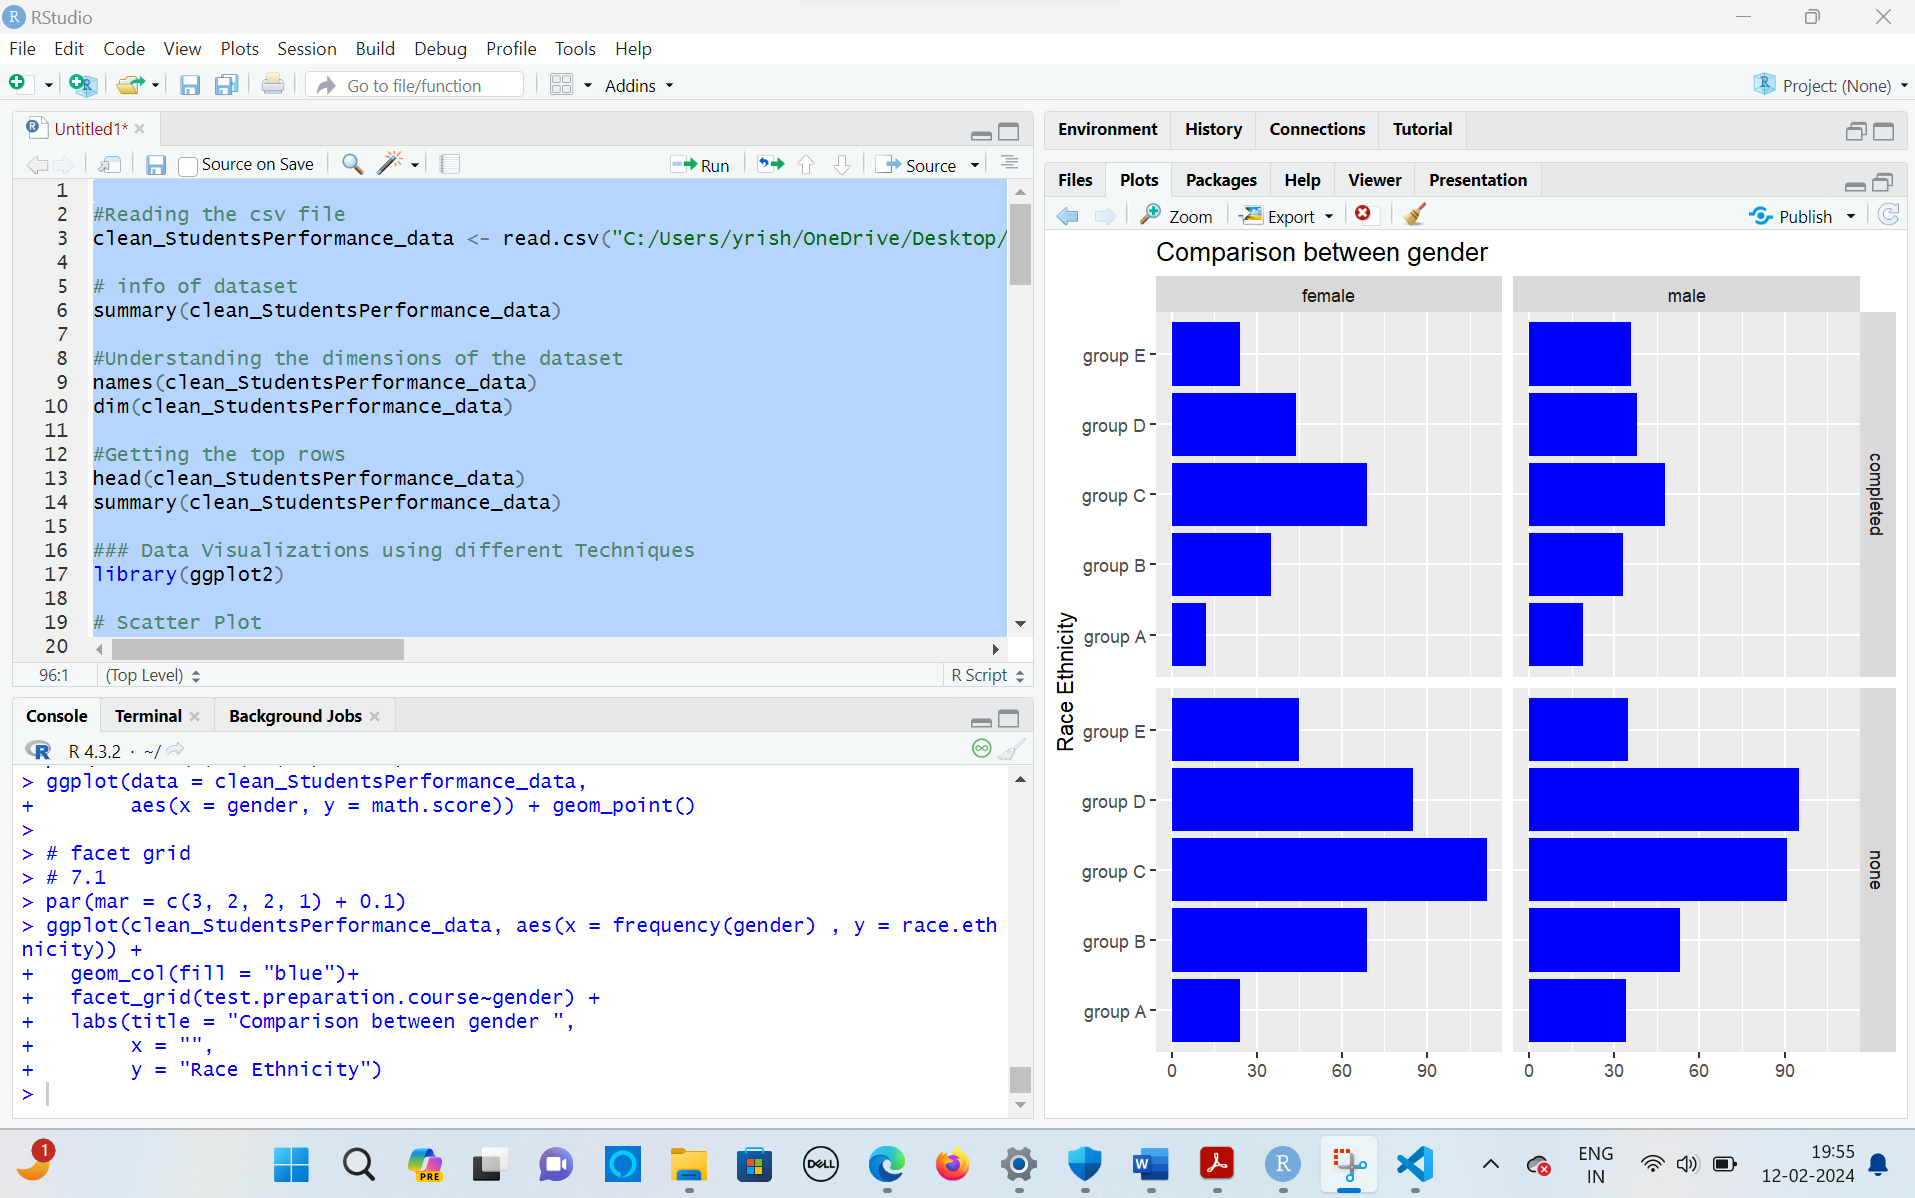 RStudio
File Edit Code View Plots Session Build Debug Profile Tools Help
Go to file/function Addins Project: (None)
Untitled1*
Source on Save Run Source
1
2 #Reading the csv file
3 clean_StudentsPerformance_data <- read.csv("C:/Users/yrish/OneDrive/Desktop/
4
5 # info of dataset
6 summary(clean_StudentsPerformance_data)
7
8 #Understanding the dimensions of the dataset
9 names(clean_StudentsPerformance_data)
10 dim(clean_StudentsPerformance_data)
11
12 #Getting the top rows
13 head(clean_StudentsPerformance_data)
14 summary(clean_StudentsPerformance_data)
15
16 ### Data Visualizations using different Techniques
17 library(ggplot2)
18
19 # Scatter Plot
20
96:1 (Top Level) R Script
Console Terminal Background Jobs
R 4.3.2 · ~/
> ggplot(data = clean_StudentsPerformance_data,
+        aes(x = gender, y = math.score)) + geom_point()
>
> # facet grid
> # 7.1
> par(mar = c(3, 2, 2, 1) + 0.1)
> ggplot(clean_StudentsPerformance_data, aes(x = frequency(gender) , y = race.eth
nicity)) +
+   geom_col(fill = "blue")+
+   facet_grid(test.preparation.course~gender) +
+   labs(title = "Comparison between gender ",
+        x = "",
+        y = "Race Ethnicity")
>
Environment History Connections Tutorial
Files Plots Packages Help Viewer Presentation
Zoom Export Publish
Comparison between gender
female male
group E
group D
group C
group B
group A
completed
Race Ethnicity
group E
group D
group C
group B
group A
none
0 30 60 90 0 30 60 90
1
PRE
DELL
W
R
ENG
IN
19:55
12-02-2024